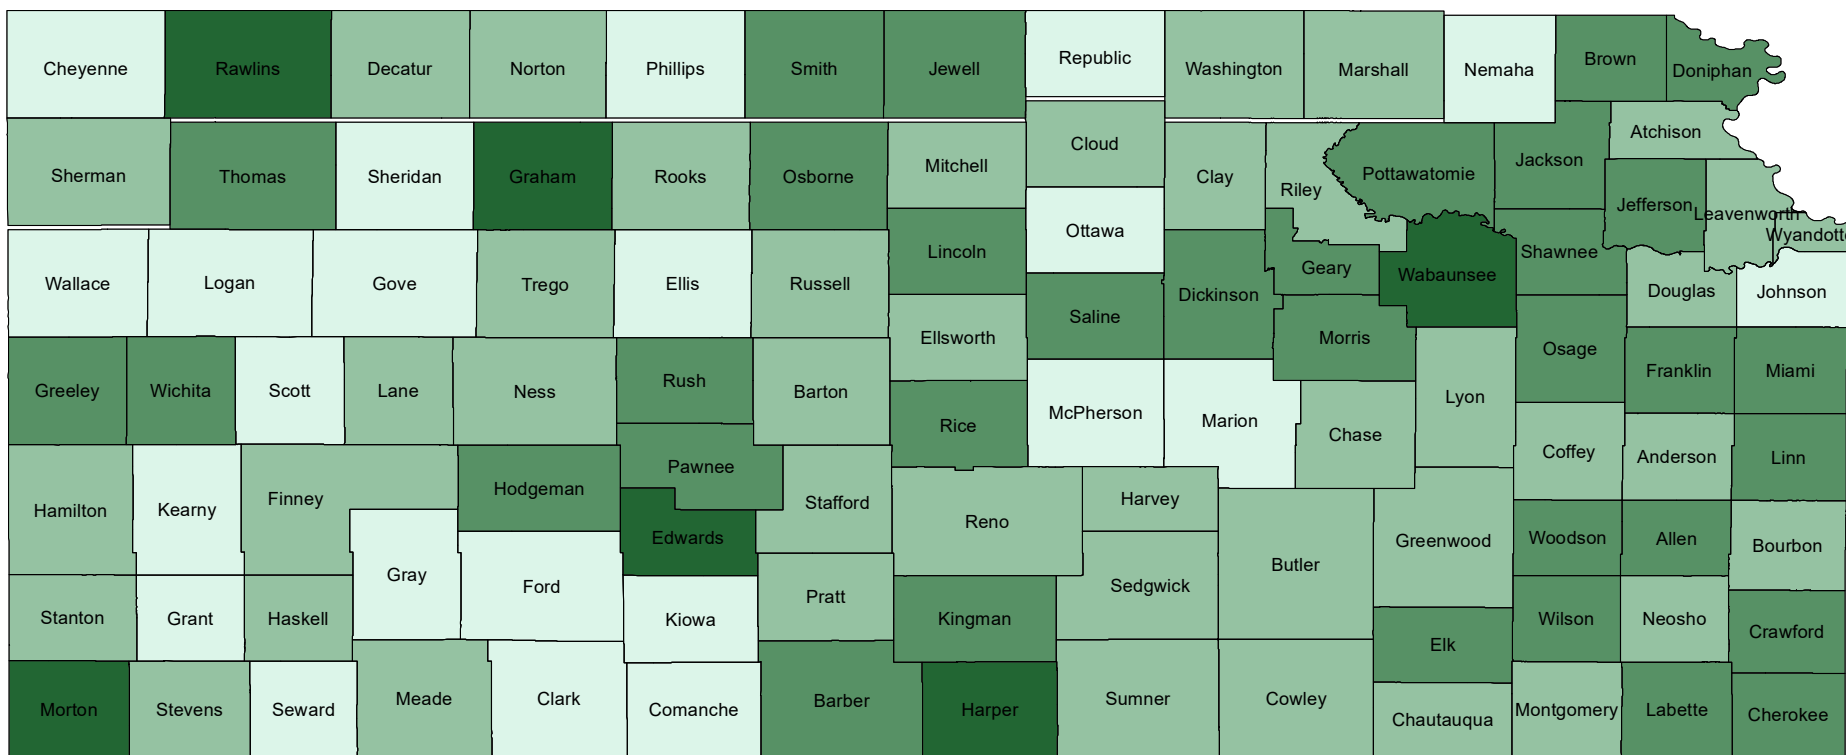 Cheyenne
Rawlins
Decatur
Norton
Phillips
Smith
Jewell
Republic
Washington
Marshall
Nemaha
Brown
Doniphan
Sherman
Thomas
Sheridan
Graham
Rooks
Osborne
Mitchell
Cloud
Clay
Riley
Pottawatomie
Jackson
Atchison
Jefferson
Leavenworth
Wyandotte
Wallace
Logan
Gove
Trego
Ellis
Russell
Lincoln
Ottawa
Dickinson
Geary
Wabaunsee
Shawnee
Douglas
Johnson
Ellsworth
Saline
Morris
Osage
Franklin
Miami
Greeley
Wichita
Scott
Lane
Ness
Rush
Barton
Rice
McPherson
Marion
Chase
Lyon
Coffey
Anderson
Linn
Hamilton
Kearny
Finney
Hodgeman
Pawnee
Stafford
Reno
Harvey
Edwards
Gray
Ford
Kiowa
Pratt
Kingman
Sedgwick
Butler
Greenwood
Woodson
Allen
Bourbon
Stanton
Grant
Haskell
Elk
Wilson
Neosho
Crawford
Morton
Stevens
Seward
Meade
Clark
Comanche
Barber
Harper
Sumner
Cowley
Chautauqua
Montgomery
Labette
Cherokee